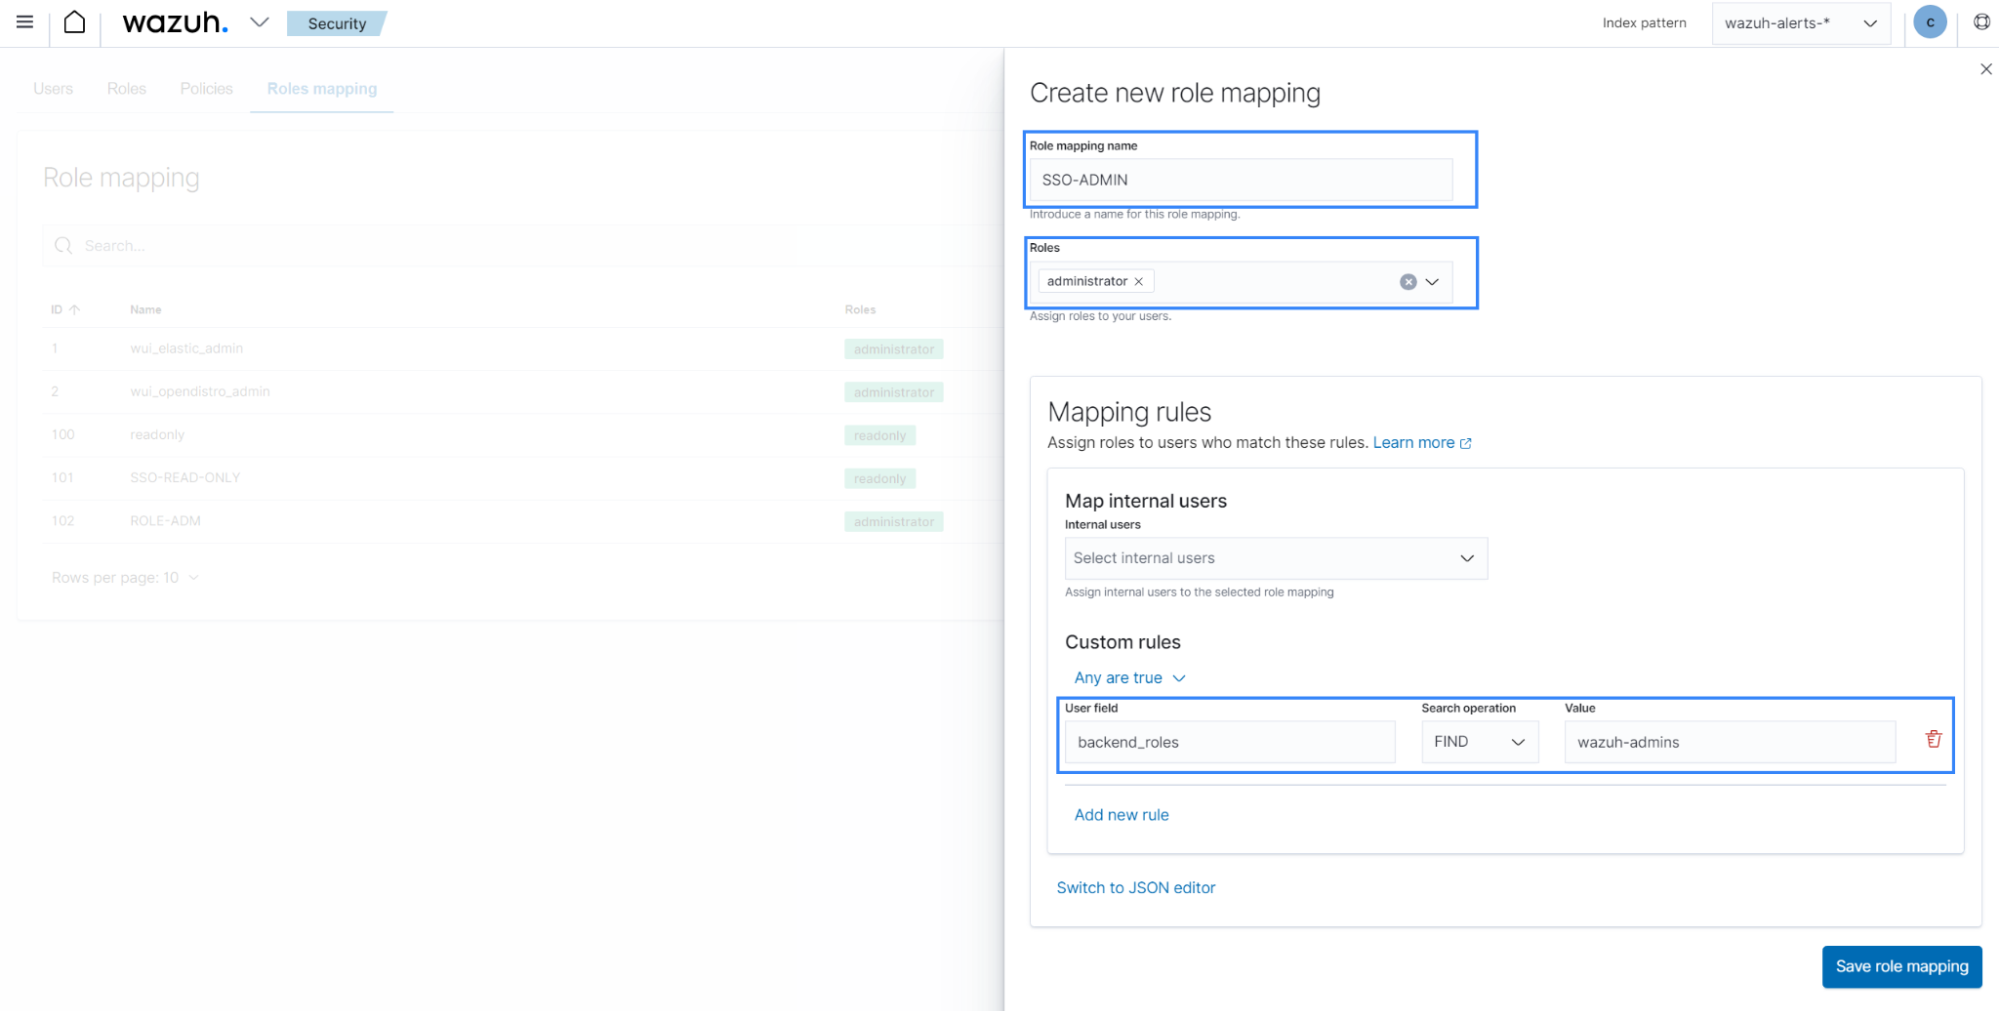 wazuh.
Security
Index pattern
wazuh-alerts-*
c
Users Roles Policies Roles mapping
Role mapping
Search...
ID Name Roles
1 wui_elastic_admin administrator
2 wui_opendistro_admin administrator
100 readonly readonly
101 SSO-READ-ONLY readonly
102 ROLE-ADM administrator
Rows per page: 10
Create new role mapping
Role mapping name
SSO-ADMIN
Introduce a name for this role mapping.
Roles
administrator
Assign roles to your users.
Mapping rules
Assign roles to users who match these rules. Learn more
Map internal users
Internal users
Select internal users
Assign internal users to the selected role mapping
Custom rules
Any are true
User field Search operation Value
backend_roles FIND wazuh-admins
Add new rule
Switch to JSON editor
Save role mapping